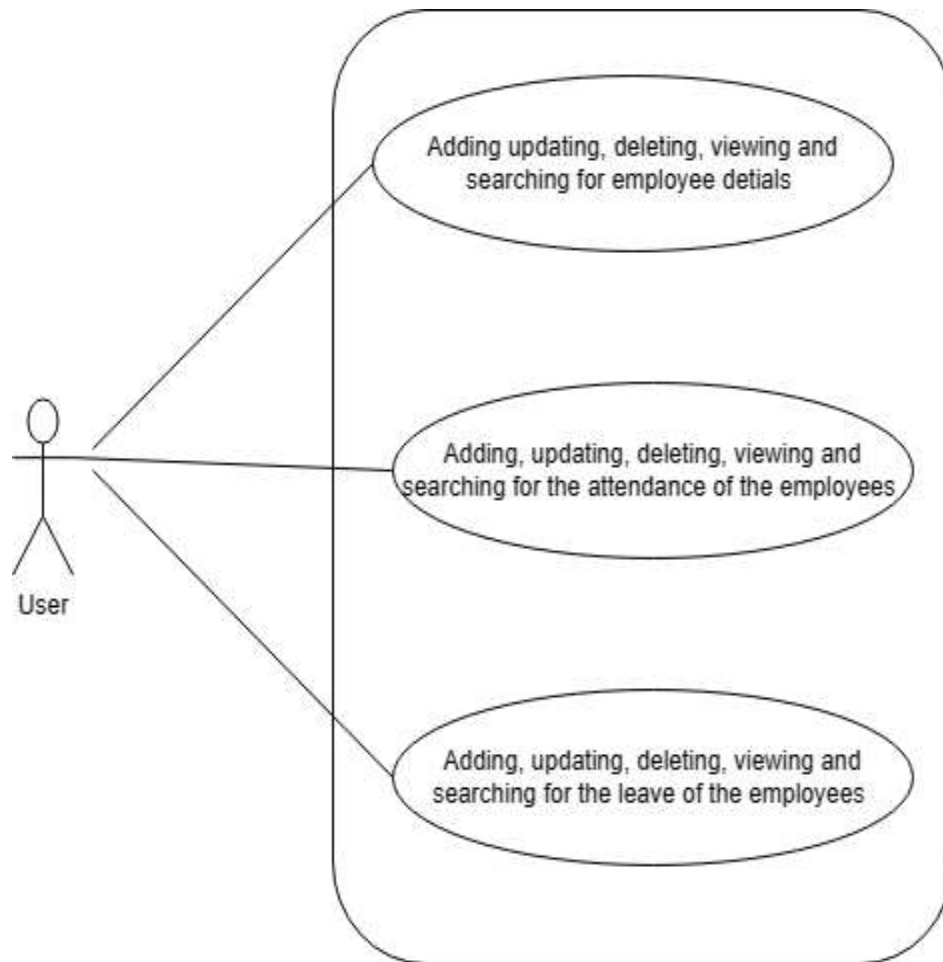 Adding updating, deleting, viewing and
searching for employee detials
Adding, updating, deleting, viewing and
searching for the attendance of the employees
User
Adding, updating, deleting, viewing and
searching for the leave of the employees